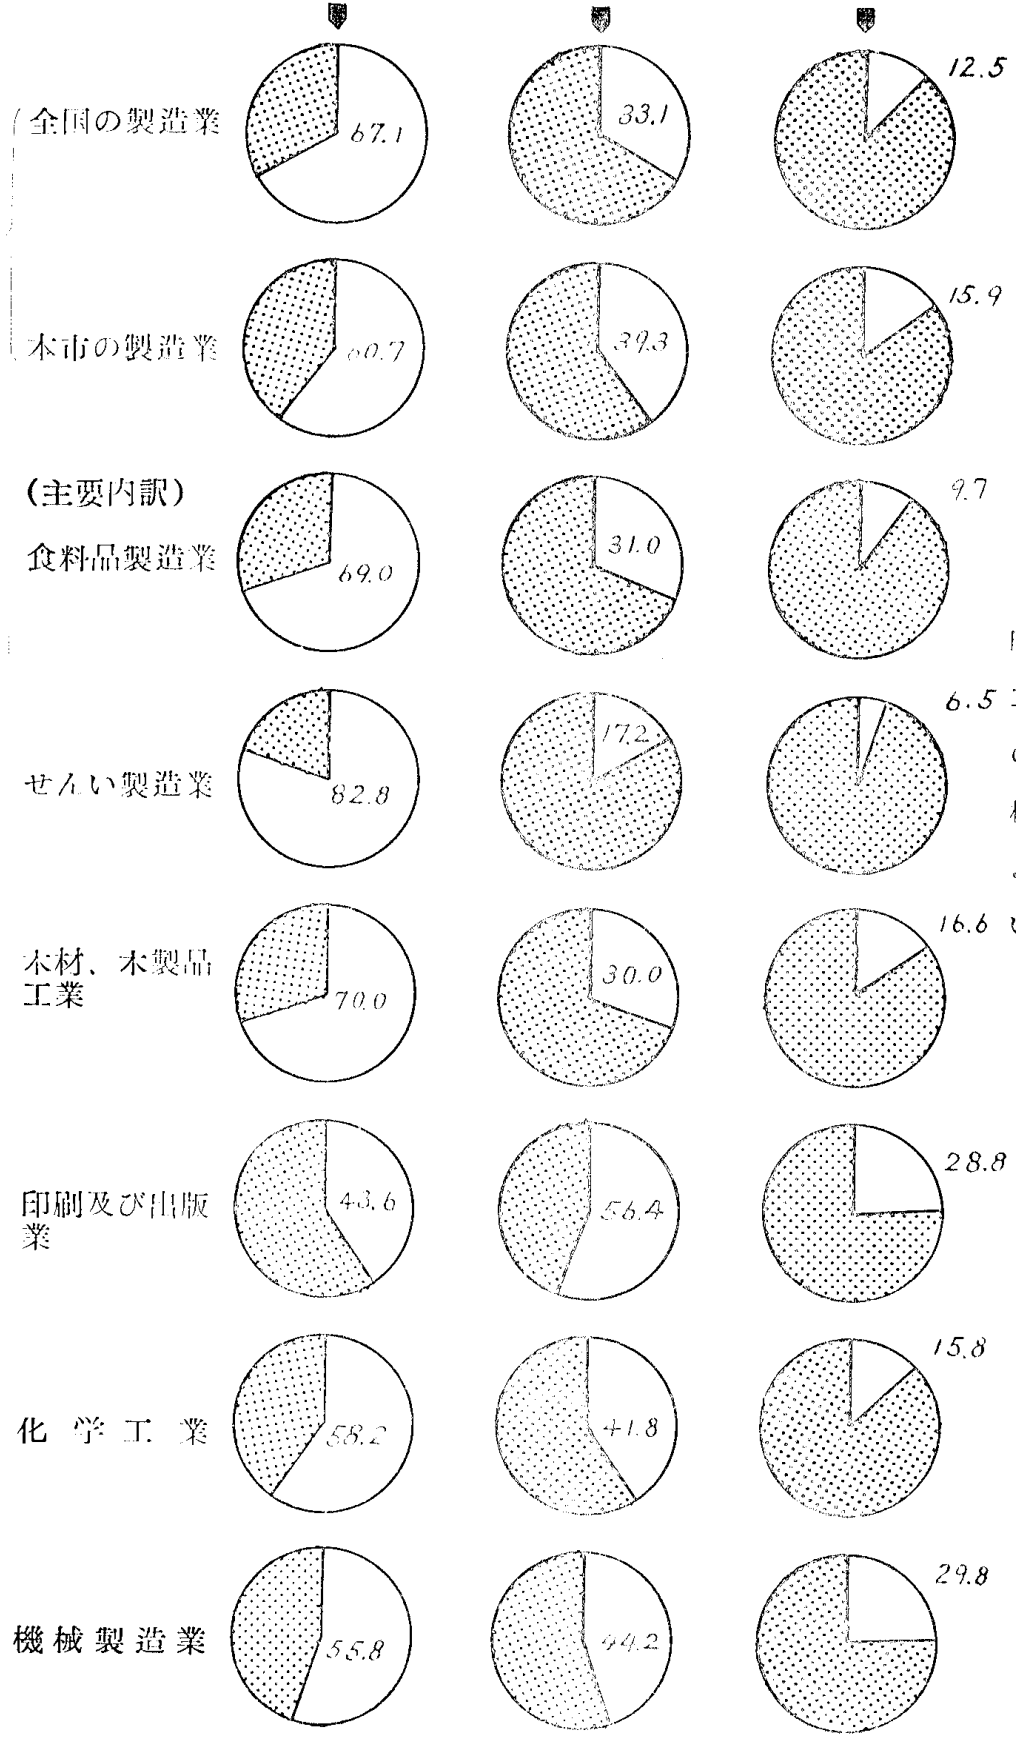 12.5
全国の製造業 67.1 33.1
本市の製造業 60.7 39.3 15.9
(主要内訳) 9.7
食料品製造業 69.0 31.0
6.5
せんい製造業 82.8 17.2
16.6
木材、木製品
工業 70.0 30.0
印刷及び出版
業 43.6 56.4 28.8
15.8
化学工業 58.2 41.8
29.8
機械製造業 55.8 44.2